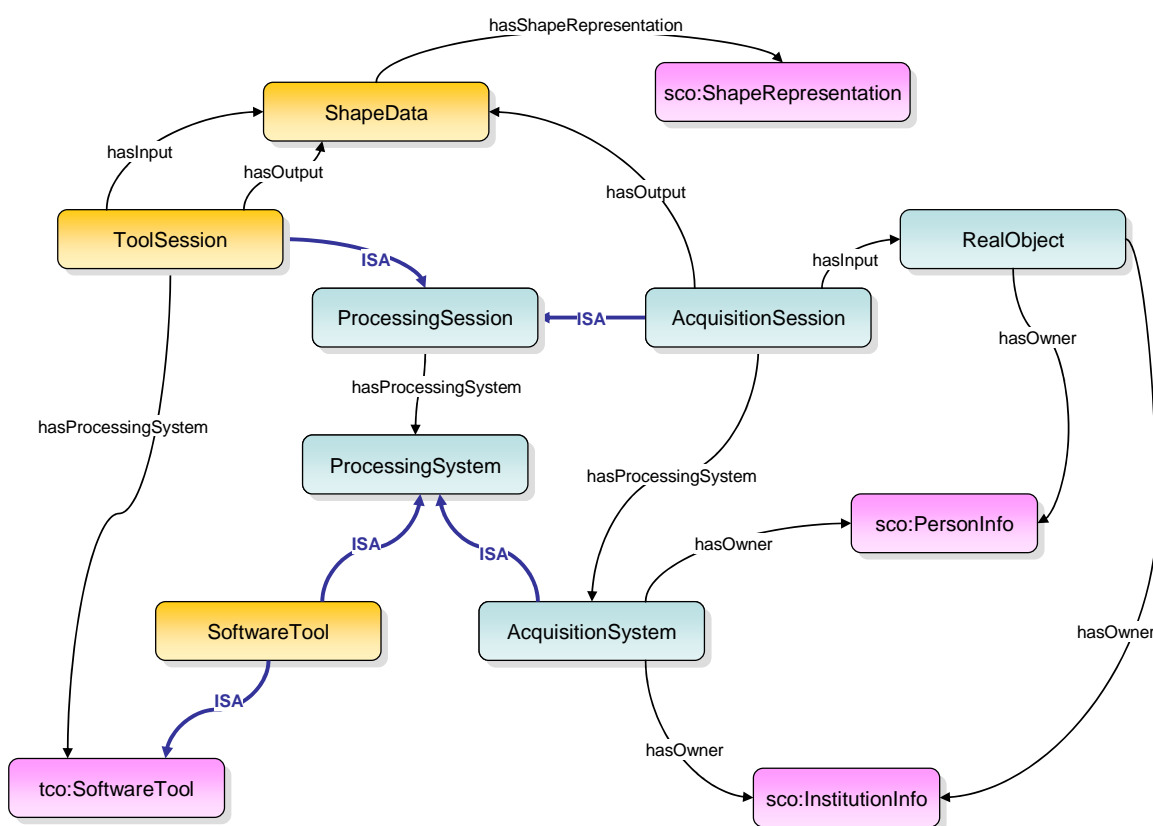 hasShapeRepresentation
sco:ShapeRepresentation
ShapeData
hasInput
hasOutput
hasOutput
ToolSession
RealObject
ISA
hasInput
ProcessingSession
ISA
AcquisitionSession
hasOwner
hasProcessingSystem
hasProcessingSystem
ProcessingSystem
hasProcessingSystem
sco:PersonInfo
hasOwner
ISA
ISA
SoftwareTool
AcquisitionSystem
hasOwner
ISA
hasOwner
tco:SoftwareTool
sco:InstitutionInfo